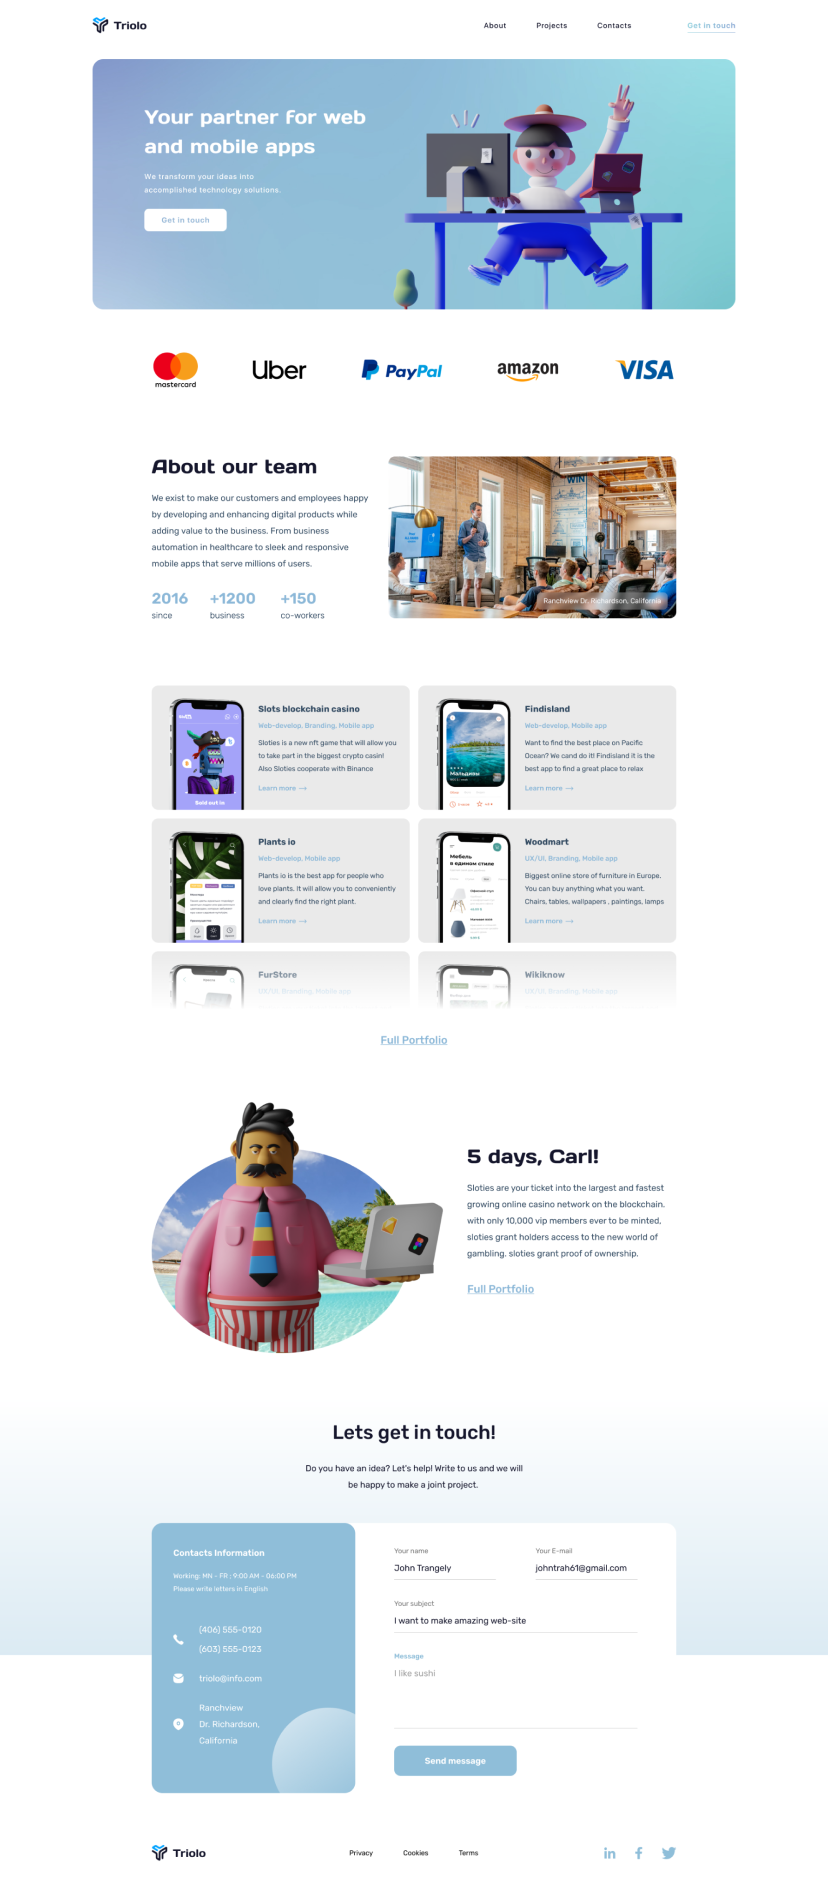 Triolo
About
Projects
Contacts
Get in touch
Your partner for web
and mobile apps
We transform your ideas into
accomplished technology solutions.
Get in touch
mastercard
Uber
PayPal
amazon
VISA
About our team
We exist to make our customers and employees happy
by developing and enhancing digital products while
adding value to the business. From business
automation in healthcare to sleek and responsive
mobile apps that serve millions of users.
2016
since
+1200
business
+150
co-workers
WIN
Ranchview Dr. Richardson, California
Slots blockchain casino
Web-develop, Branding, Mobile app
Sloties is a new nft game that will allow you
to take part in the biggest crypto casin!
Also Sloties cooperate with Binance
Learn more →
Sold out in
Findisland
Web-develop, Mobile app
Want to find the best place on Pacific
Ocean? We cand do it! Findisland it is the
best app to find a great place to relax
Learn more →
Мальдивы
Plants io
Web-develop, Mobile app
Plants io is the best app for people who
love plants. It will allow you to conveniently
and clearly find the right plant.
Learn more →
Woodmart
UX/UI, Branding, Mobile app
Biggest online store of furniture in Europe.
You can buy anything what you want.
Chairs, tables, wallpapers , paintings, lamps
Learn more →
Мебель
в едином стиле
FurStore
UX/UI, Branding, Mobile app
Wikiknow
UX/UI, Branding, Mobile app
Full Portfolio
5 days, Carl!
Sloties are your ticket into the largest and fastest
growing online casino network on the blockchain.
with only 10,000 vip members ever to be minted,
sloties grant holders access to the new world of
gambling. sloties grant proof of ownership.
Full Portfolio
Lets get in touch!
Do you have an idea? Let's help! Write to us and we will
be happy to make a joint project.
Contacts Information
Working: MN - FR : 9:00 AM - 06:00 PM
Please write letters in English
(406) 555-0120
(603) 555-0123
triolo@info.com
Ranchview
Dr. Richardson,
California
Your name
John Trangely
Your E-mail
johntrah61@gmail.com
Your subject
I want to make amazing web-site
Message
I like sushi
Send message
Triolo
Privacy
Cookies
Terms